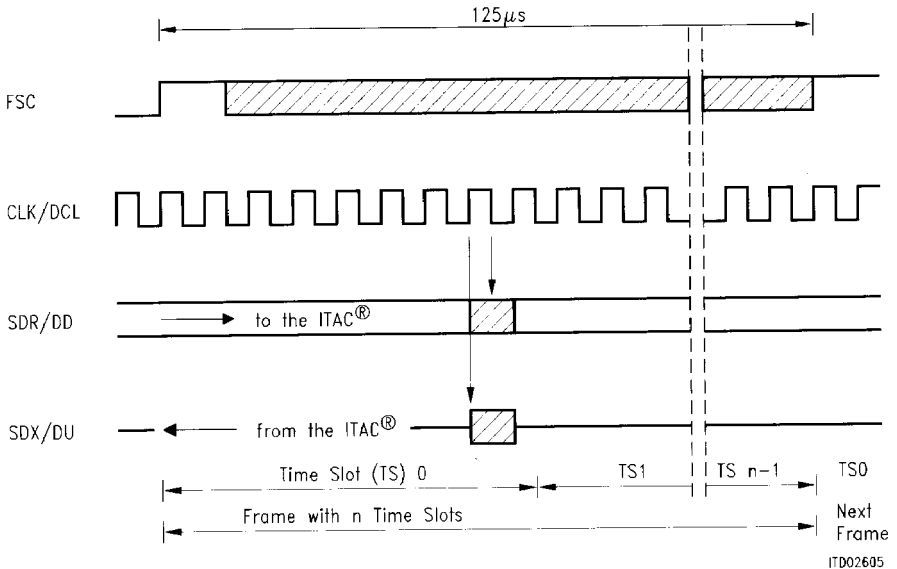 125µs
FSC
CLK/DCL
SDR/DD
to the ITAC®
SDX/DU
from the ITAC®
Time Slot (TS) 0
TS1
TS n-1
TS0
Frame with n Time Slots
Next
Frame
ITD02605